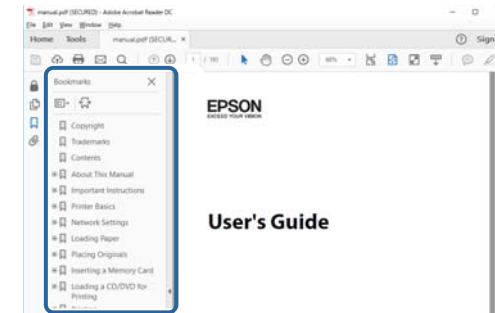 manual.pdf (SECURED) - Adobe Acrobat Reader DC
File Edit View Window Help
Home Tools manual.pdf (SECUR... × Sign
1 / 191
Bookmarks
Copyright
Trademarks
Contents
About This Manual
Important Instructions
Printer Basics
Network Settings
Loading Paper
Placing Originals
Inserting a Memory Card
Loading a CD/DVD for
Printing
EPSON
EXCEED YOUR VISION
User's Guide